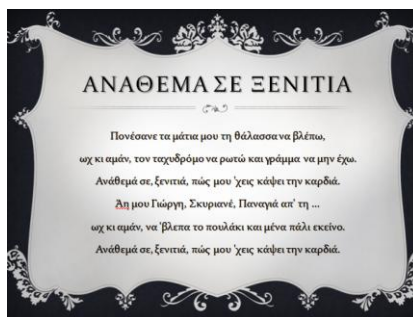 ΑΝΑΘΕΜΑ ΣΕ ΞΕΝΙΤΙΑ
Πονέσανε τα μάτια μου τη θάλασσα να βλέπω,
ωχ κι αμάν, τον ταχυδρόμο να ρωτώ και γράμμα να μην έχω.
Ανάθεμά σε, ξενιτιά, πώς μου 'χεις κάψει την καρδιά.
Άη μου Γιώργη, Σκυριανέ, Παναγιά απ' τη ...
ωχ κι αμάν, να 'βλεπα το πουλάκι και μένα πάλι εκείνο.
Ανάθεμά σε, ξενιτιά, πώς μου 'χεις κάψει την καρδιά.